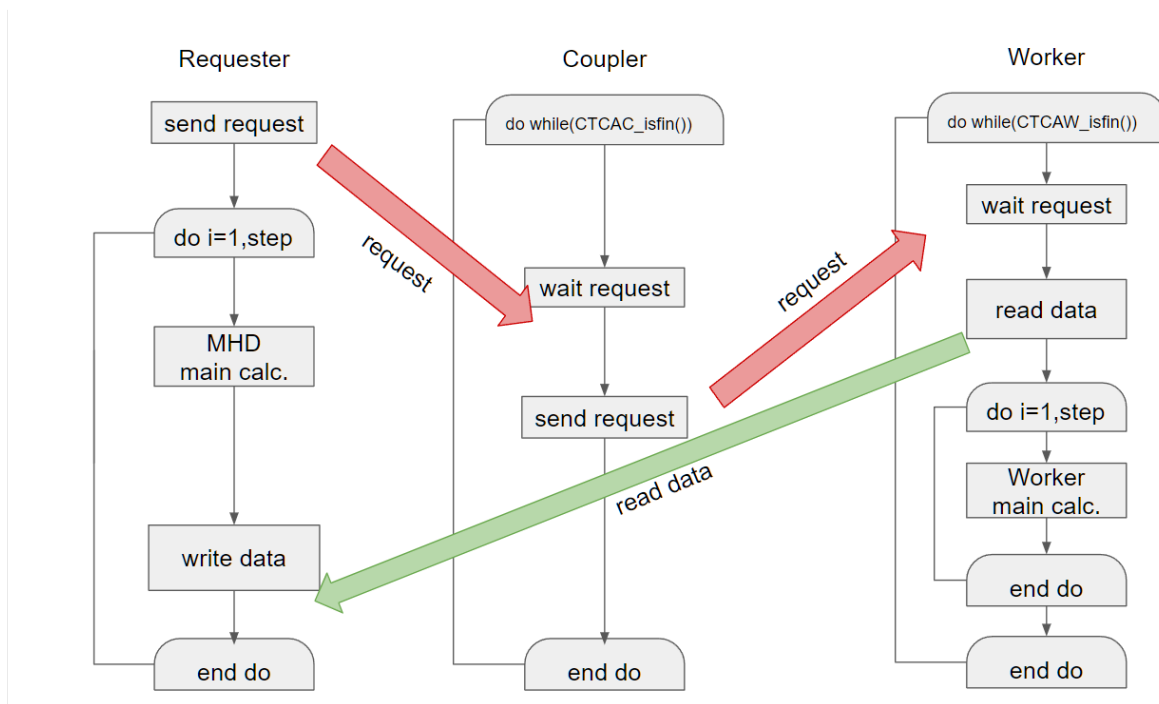 Requester
send request
do i=1,step
MHD
main calc.
write data
end do
request
Coupler
do while(CTCAC_isfin())
wait request
send request
end do
request
read data
Worker
do while(CTCAW_isfin())
wait request
read data
do i=1,step
Worker
main calc.
end do
end do